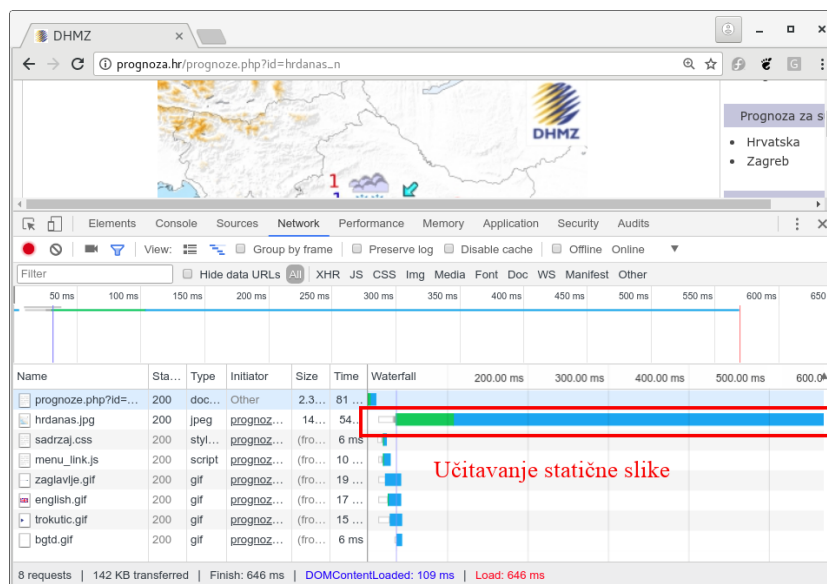 DHMZ
prognoza.hr/prognoze.php?id=hrdanas_n
DHMZ
Prognoza za s
• Hrvatska
• Zagreb
1
Elements Console Sources Network Performance Memory Application Security Audits
View: Group by frame Preserve log Disable cache Offline Online
Filter Hide data URLs All XHR JS CSS Img Media Font Doc WS Manifest Other
50 ms 100 ms 150 ms 200 ms 250 ms 300 ms 350 ms 400 ms 450 ms 500 ms 550 ms 600 ms 650
Name Sta... Type Initiator Size Time Waterfall 200.00 ms 300.00 ms 400.00 ms 500.00 ms 600.0
prognoze.php?id=... 200 doc... Other 2.3... 81 ...
hrdanas.jpg 200 jpeg prognoz... 14... 54...
sadrzaj.css 200 styl... prognoz... (fro... 6 ms
menu_link.js 200 script prognoz... (fro... 10 ...
zaglavlje.gif 200 gif prognoz... (fro... 19 ...
english.gif 200 gif prognoz... (fro... 17 ...
trokutic.gif 200 gif prognoz... (fro... 15 ...
bgtd.gif 200 gif prognoz... (fro... 6 ms
Učitavanje statične slike
8 requests | 142 KB transferred | Finish: 646 ms | DOMContentLoaded: 109 ms | Load: 646 ms